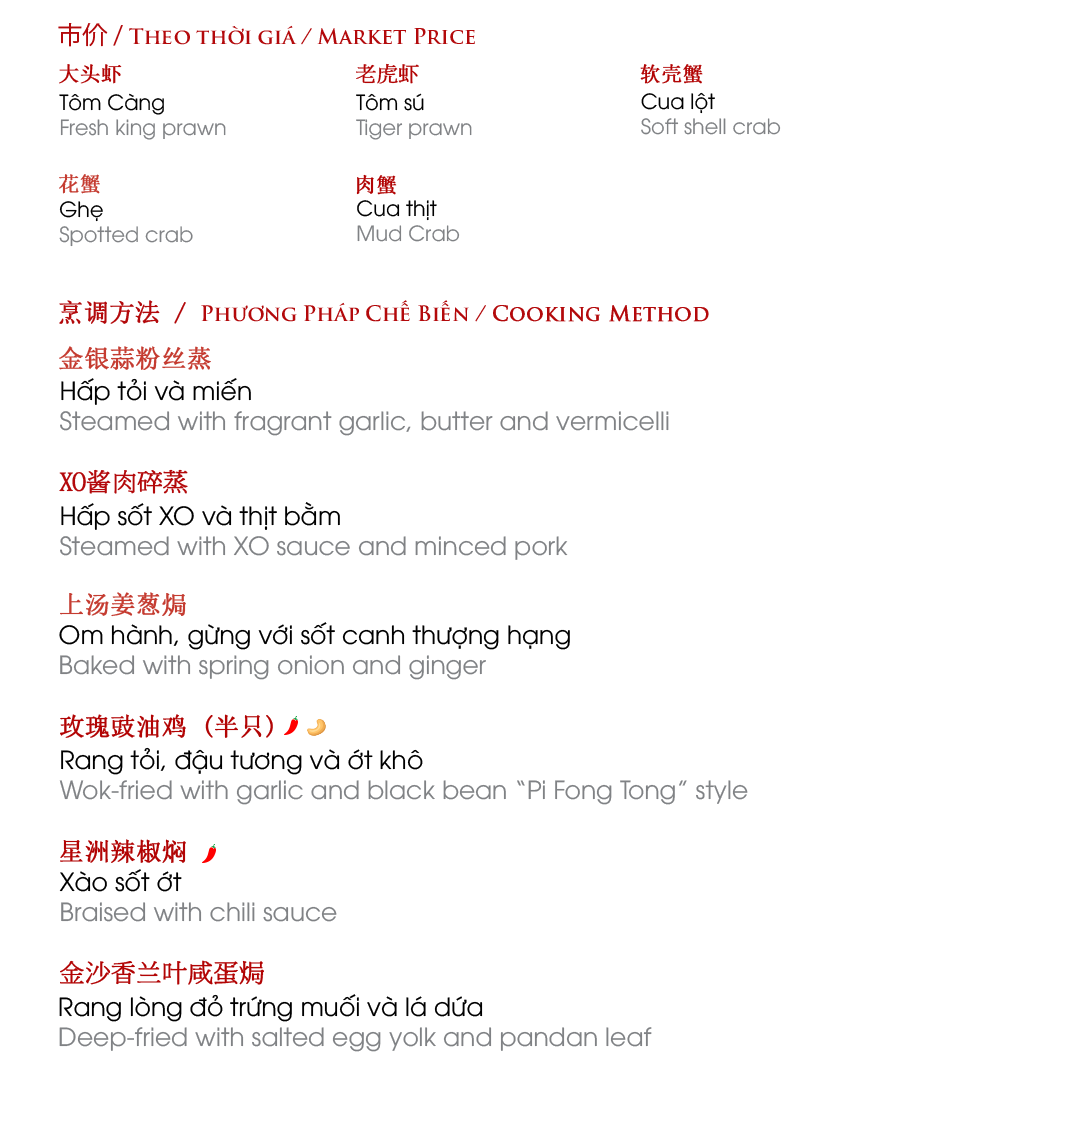 市价 / THEO THỜI GIÁ / MARKET PRICE
大头虾
Tôm Càng
Fresh king prawn
老虎虾
Tôm sú
Tiger prawn
软壳蟹
Cua lột
Soft shell crab
花蟹
Ghẹ
Spotted crab
肉蟹
Cua thịt
Mud Crab
烹调方法 / PHƯƠNG PHÁP CHẾ BIẾN / COOKING METHOD
金银蒜粉丝蒸
Hấp tỏi và miến
Steamed with fragrant garlic, butter and vermicelli
XO酱肉碎蒸
Hấp sốt XO và thịt bằm
Steamed with XO sauce and minced pork
上汤姜葱焗
Om hành, gừng với sốt canh thượng hạng
Baked with spring onion and ginger
玫瑰豉油鸡（半只）
Rang tỏi, đậu tương và ớt khô
Wok-fried with garlic and black bean “Pi Fong Tong” style
星洲辣椒焖
Xào sốt ớt
Braised with chili sauce
金沙香兰叶咸蛋焗
Rang lòng đỏ trứng muối và lá dứa
Deep-fried with salted egg yolk and pandan leaf